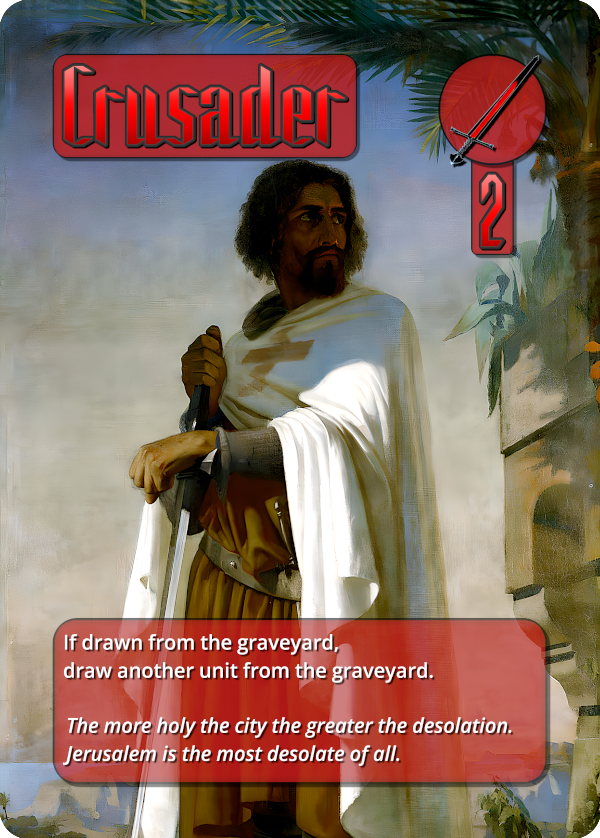 Crusader
2
If drawn from the graveyard,
draw another unit from the graveyard.
The more holy the city the greater the desolation.
Jerusalem is the most desolate of all.